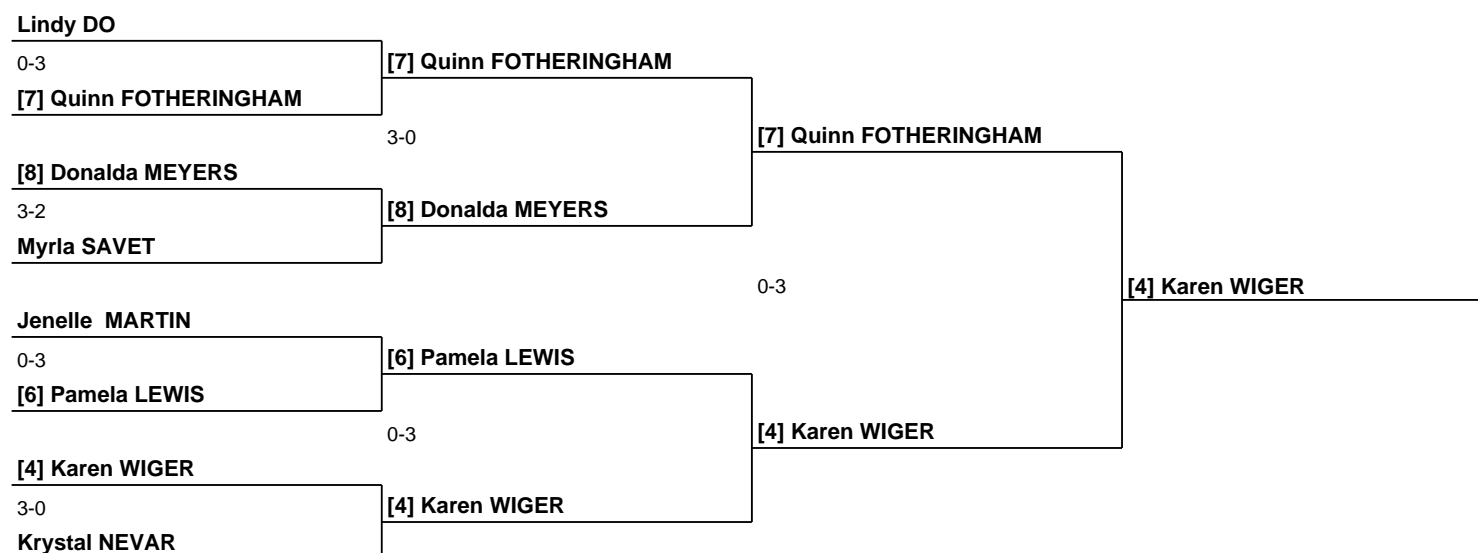 Lindy DO
0-3
[7] Quinn FOTHERINGHAM
[7] Quinn FOTHERINGHAM
3-0
[7] Quinn FOTHERINGHAM
[8] Donalda MEYERS
3-2
[8] Donalda MEYERS
Myrla SAVET
0-3
[4] Karen WIGER
Jenelle  MARTIN
0-3
[6] Pamela LEWIS
[6] Pamela LEWIS
0-3
[4] Karen WIGER
[4] Karen WIGER
3-0
[4] Karen WIGER
Krystal NEVAR